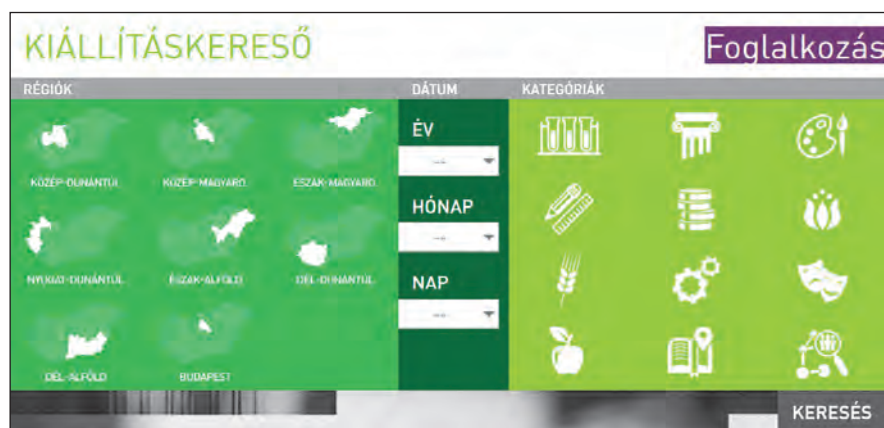 KIÁLLÍTÁSKERESŐ
Foglalkozás
RÉGIÓK
DÁTUM
KATEGÓRIÁK
ÉV
---
KÖZÉP-DUNÁNTÚL
KÖZÉP-MAGYARO.
ÉSZAK-MAGYARO.
HÓNAP
---
NYUGAT-DUNÁNTÚL
ÉSZAK-ALFÖLD
DÉL-DUNÁNTÚL
NAP
---
DÉL-ALFÖLD
BUDAPEST
KERESÉS